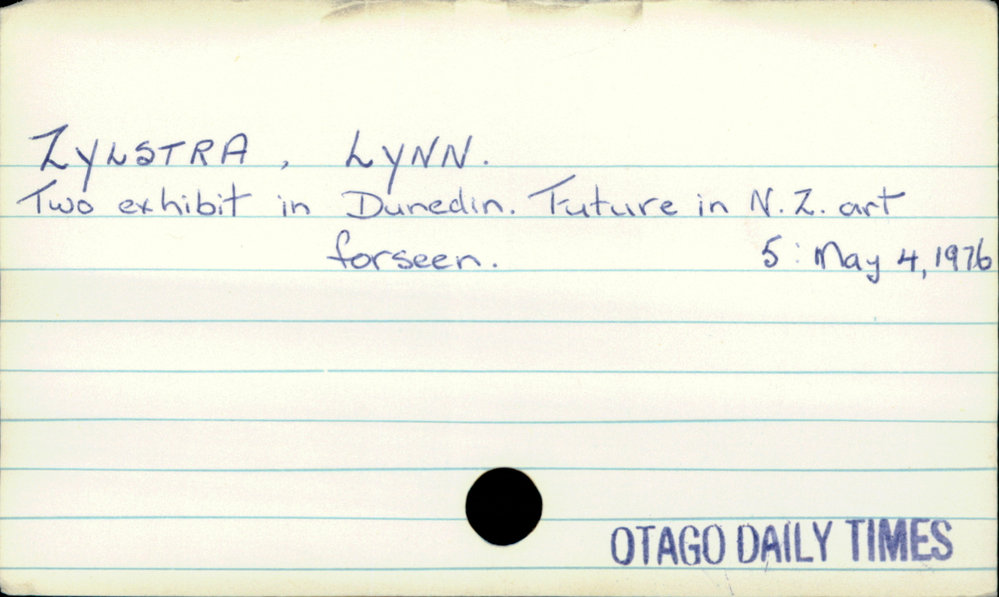 ZYLSTRA, LYNN.
Two exhibit in Dunedin. Future in N.Z. art
forseen. 5: May 4, 1976
OTAGO DAILY TIMES